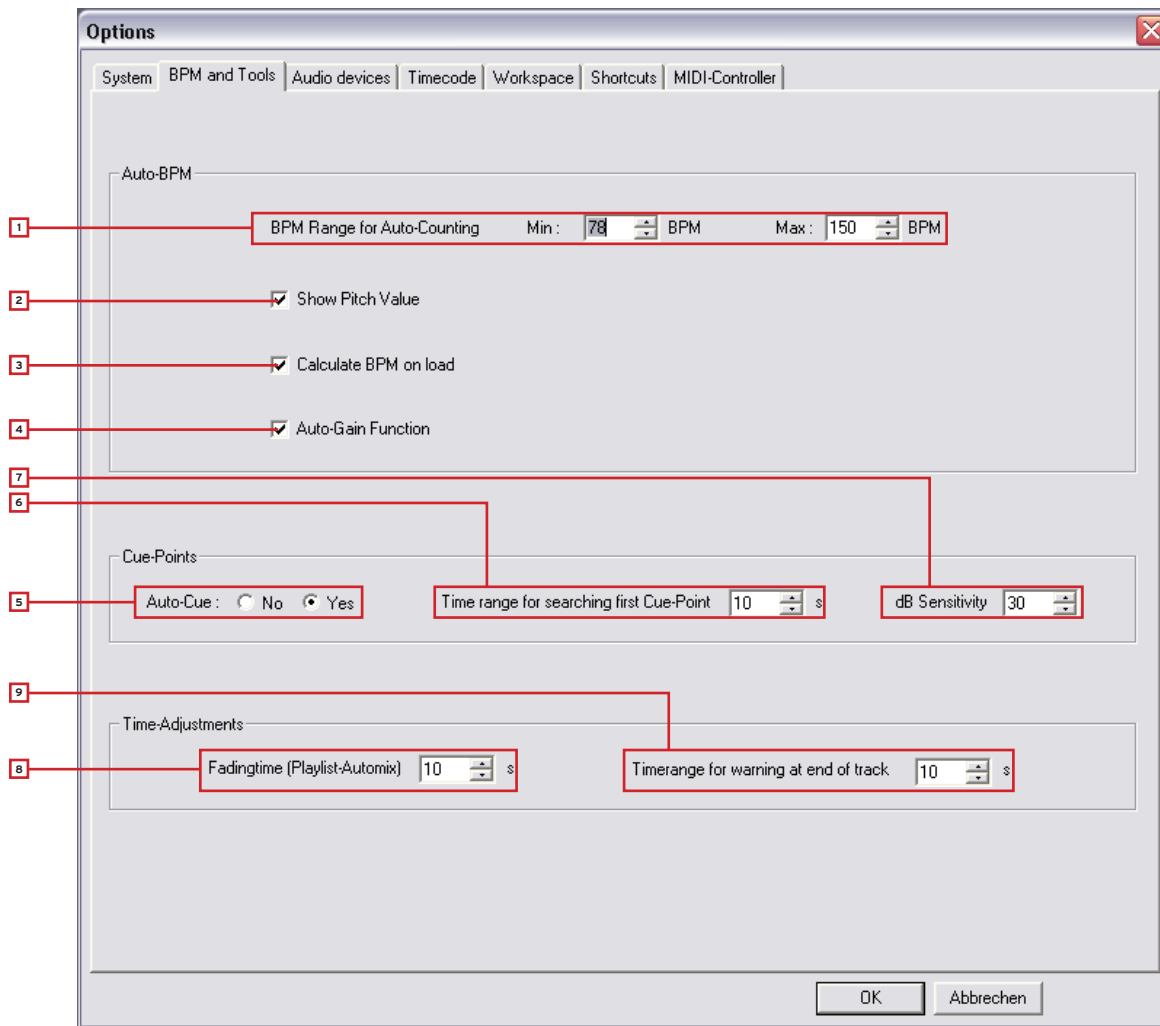 Options
System BPM and Tools Audio devices Timecode Workspace Shortcuts MIDI-Controller
Auto-BPM
1 BPM Range for Auto-Counting Min : 78 BPM Max : 150 BPM
2 Show Pitch Value
3 Calculate BPM on load
4 Auto-Gain Function
7
6
Cue-Points
5 Auto-Cue : No Yes Time range for searching first Cue-Point 10 s dB Sensitivity 30
9
Time-Adjustments
8 Fadingtime (Playlist-Automix) 10 s Timerange for warning at end of track 10 s
OK Abbrechen